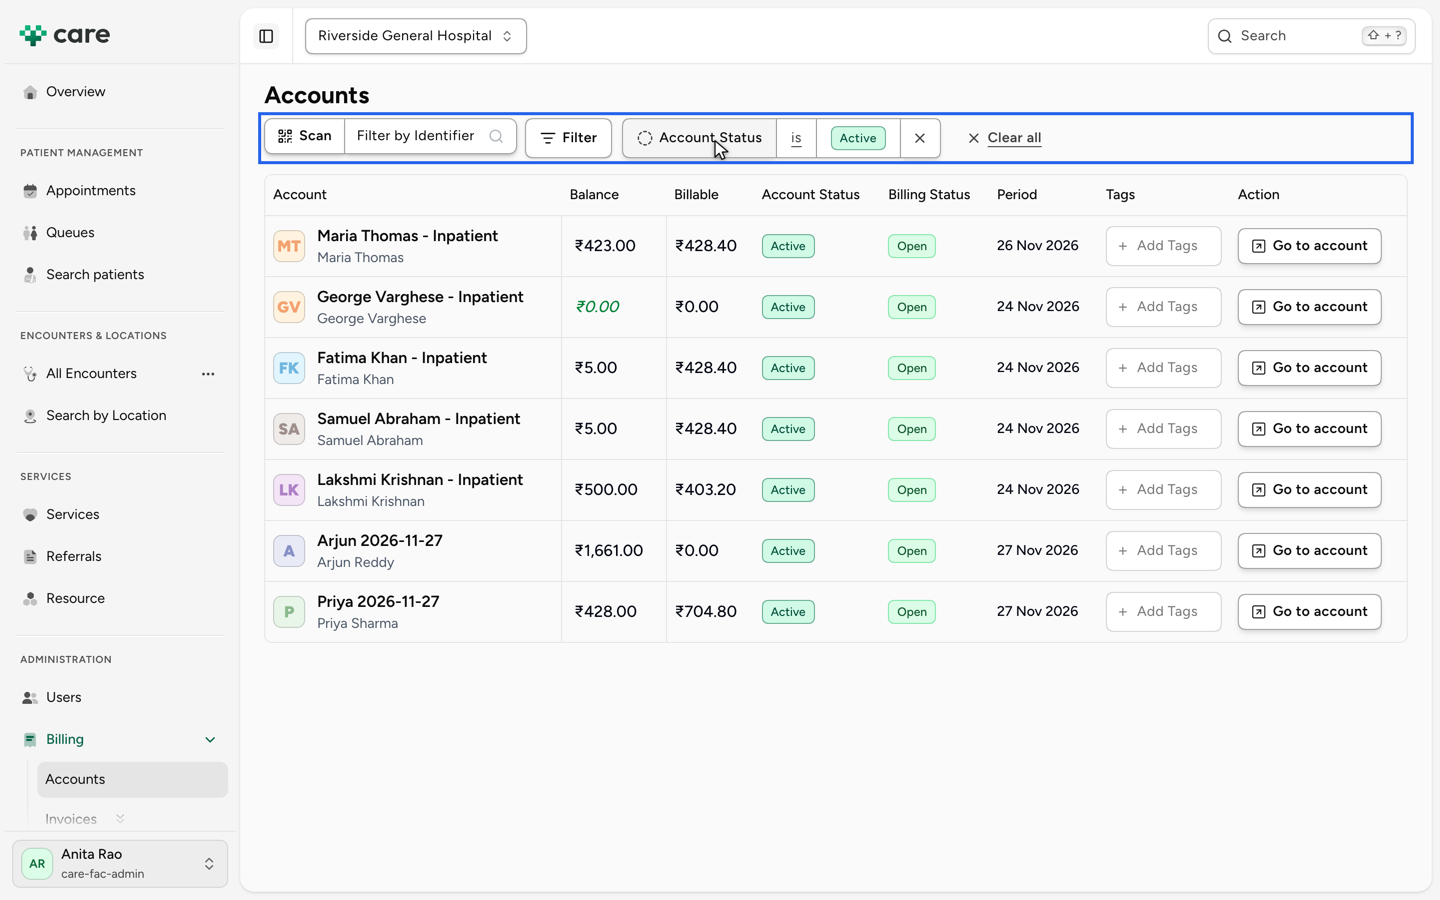 care
Riverside General Hospital
Search
⇧ + ?
Overview
PATIENT MANAGEMENT
Appointments
Queues
Search patients
ENCOUNTERS & LOCATIONS
All Encounters
Search by Location
SERVICES
Services
Referrals
Resource
ADMINISTRATION
Users
Billing
Accounts
Invoices
AR
Anita Rao
care-fac-admin
Accounts
Scan
Filter by Identifier
Filter
Account Status is Active
Clear all
Account Balance Billable Account Status Billing Status Period Tags Action
MT Maria Thomas - Inpatient ₹423.00 ₹428.40 Active Open 26 Nov 2026 + Add Tags Go to account
Maria Thomas
GV George Varghese - Inpatient ₹0.00 ₹0.00 Active Open 24 Nov 2026 + Add Tags Go to account
George Varghese
FK Fatima Khan - Inpatient ₹5.00 ₹428.40 Active Open 24 Nov 2026 + Add Tags Go to account
Fatima Khan
SA Samuel Abraham - Inpatient ₹5.00 ₹428.40 Active Open 24 Nov 2026 + Add Tags Go to account
Samuel Abraham
LK Lakshmi Krishnan - Inpatient ₹500.00 ₹403.20 Active Open 24 Nov 2026 + Add Tags Go to account
Lakshmi Krishnan
A Arjun 2026-11-27 ₹1,661.00 ₹0.00 Active Open 27 Nov 2026 + Add Tags Go to account
Arjun Reddy
P Priya 2026-11-27 ₹428.00 ₹704.80 Active Open 27 Nov 2026 + Add Tags Go to account
Priya Sharma